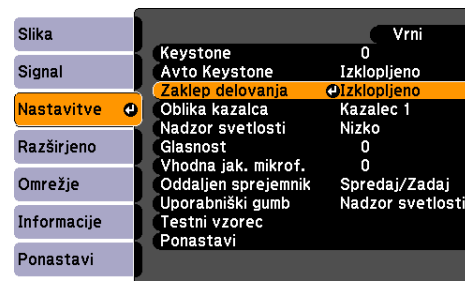 Slika
Signal
Nastavitve
Razširjeno
Omrežje
Informacije
Ponastavi
Vrni
Keystone 0
Avto Keystone Izklopljeno
Zaklep delovanja Izklopljeno
Oblika kazalca Kazalec 1
Nadzor svetlosti Nizko
Glasnost 0
Vhodna jak. mikrof. 0
Oddaljen sprejemnik Spredaj/Zadaj
Uporabniški gumb Nadzor svetlosti
Testni vzorec
Ponastavi